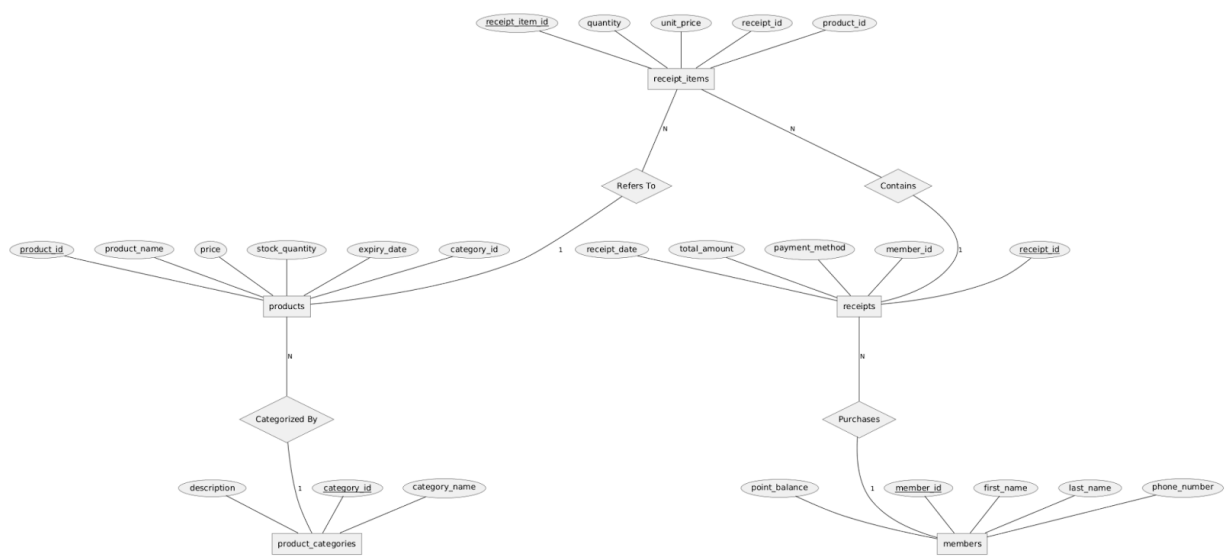 receipt_item_id
quantity
unit_price
receipt_id
product_id
receipt_items
N
N
Refers To
Contains
product_id
product_name
price
stock_quantity
expiry_date
category_id
1
receipt_date
total_amount
payment_method
member_id
1
receipt_id
products
receipts
N
N
Categorized By
Purchases
description
1
category_id
category_name
point_balance
1
member_id
first_name
last_name
phone_number
product_categories
members